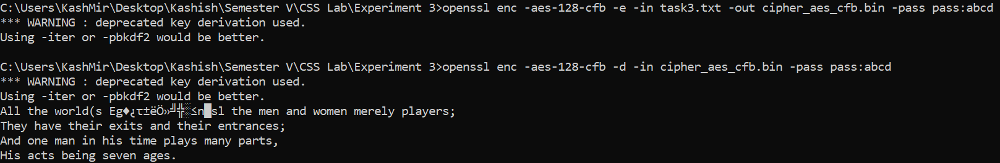 C:\Users\KashMir\Desktop\Kashish\Semester V\CSS Lab\Experiment 3>openssl enc -aes-128-cfb -e -in task3.txt -out cipher_aes_cfb.bin -pass pass:abcd
*** WARNING : deprecated key derivation used.
Using -iter or -pbkdf2 would be better.
C:\Users\KashMir\Desktop\Kashish\Semester V\CSS Lab\Experiment 3>openssl enc -aes-128-cfb -d -in cipher_aes_cfb.bin -pass pass:abcd
*** WARNING : deprecated key derivation used.
Using -iter or -pbkdf2 would be better.
All the world(s Eg♦¿τ±ëÖ»╝╬░≤n█sl the men and women merely players;
They have their exits and their entrances;
And one man in his time plays many parts,
His acts being seven ages.